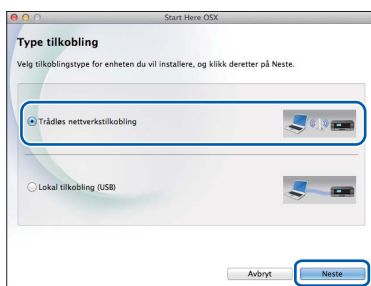 Start Here OSX
Type tilkobling
Velg tilkoblingstype for enheten du vil installere, og klikk deretter på Neste.
Trådløs nettverkstilkobling
Lokal tilkobling (USB)
Avbryt
Neste